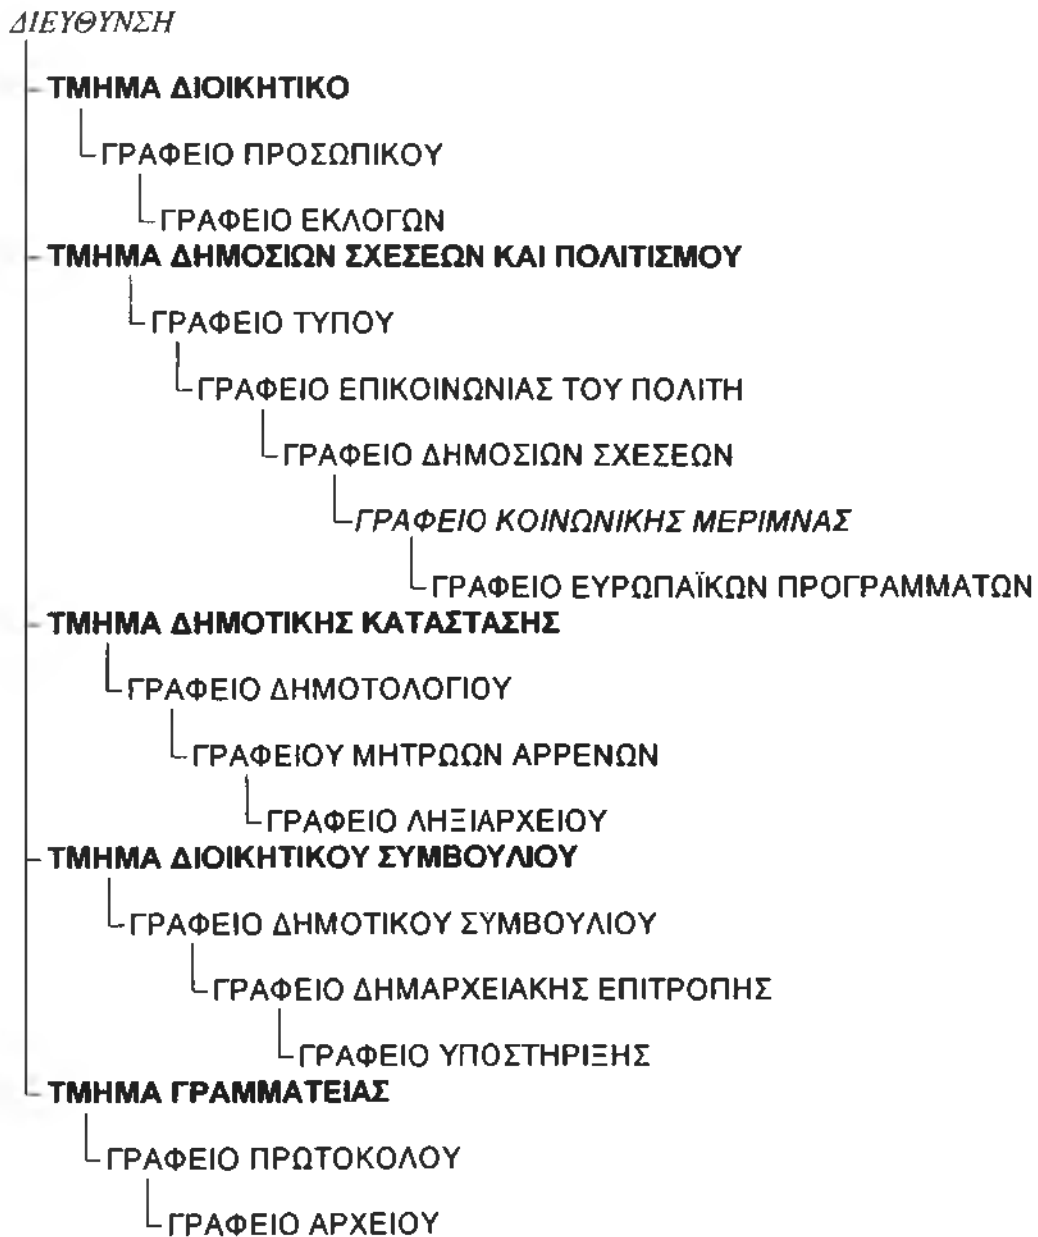 ΔΙΕΥΘΥΝΣΗ
ΤΜΗΜΑ ΔΙΟΙΚΗΤΙΚΟ
ΓΡΑΦΕΙΟ ΠΡΟΣΩΠΙΚΟΥ
ΓΡΑΦΕΙΟ ΕΚΛΟΓΩΝ
ΤΜΗΜΑ ΔΗΜΟΣΙΩΝ ΣΧΕΣΕΩΝ ΚΑΙ ΠΟΛΙΤΙΣΜΟΥ
ΓΡΑΦΕΙΟ ΤΥΠΟΥ
ΓΡΑΦΕΙΟ ΕΠΙΚΟΙΝΩΝΙΑΣ ΤΟΥ ΠΟΛΙΤΗ
ΓΡΑΦΕΙΟ ΔΗΜΟΣΙΩΝ ΣΧΕΣΕΩΝ
ΓΡΑΦΕΙΟ ΚΟΙΝΩΝΙΚΗΣ ΜΕΡΙΜΝΑΣ
ΓΡΑΦΕΙΟ ΕΥΡΩΠΑΪΚΩΝ ΠΡΟΓΡΑΜΜΑΤΩΝ
ΤΜΗΜΑ ΔΗΜΟΤΙΚΗΣ ΚΑΤΑΣΤΑΣΗΣ
ΓΡΑΦΕΙΟ ΔΗΜΟΤΟΛΟΓΙΟΥ
ΓΡΑΦΕΙΟΥ ΜΗΤΡΩΩΝ ΑΡΡΕΝΩΝ
ΓΡΑΦΕΙΟ ΛΗΞΙΑΡΧΕΙΟΥ
ΤΜΗΜΑ ΔΙΟΙΚΗΤΙΚΟΥ ΣΥΜΒΟΥΛΙΟΥ
ΓΡΑΦΕΙΟ ΔΗΜΟΤΙΚΟΥ ΣΥΜΒΟΥΛΙΟΥ
ΓΡΑΦΕΙΟ ΔΗΜΑΡΧΕΙΑΚΗΣ ΕΠΙΤΡΟΠΗΣ
ΓΡΑΦΕΙΟ ΥΠΟΣΤΗΡΙΞΗΣ
ΤΜΗΜΑ ΓΡΑΜΜΑΤΕΙΑΣ
ΓΡΑΦΕΙΟ ΠΡΩΤΟΚΟΛΟΥ
ΓΡΑΦΕΙΟ ΑΡΧΕΙΟΥ